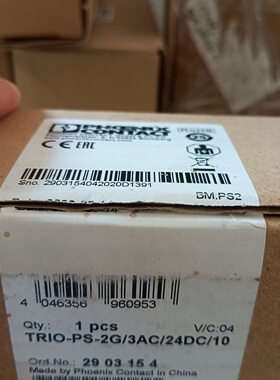 PHOENIX
CONTACT
CE EAC
Sno. 2903154042020D1391
BM.PS2
4 046356 960953
Qty.: 1 pcs V/C:04
TRIO-PS-2G/3AC/24DC/10
Ord.No.: 29 03 15 4
Made by Phoenix Contact in China